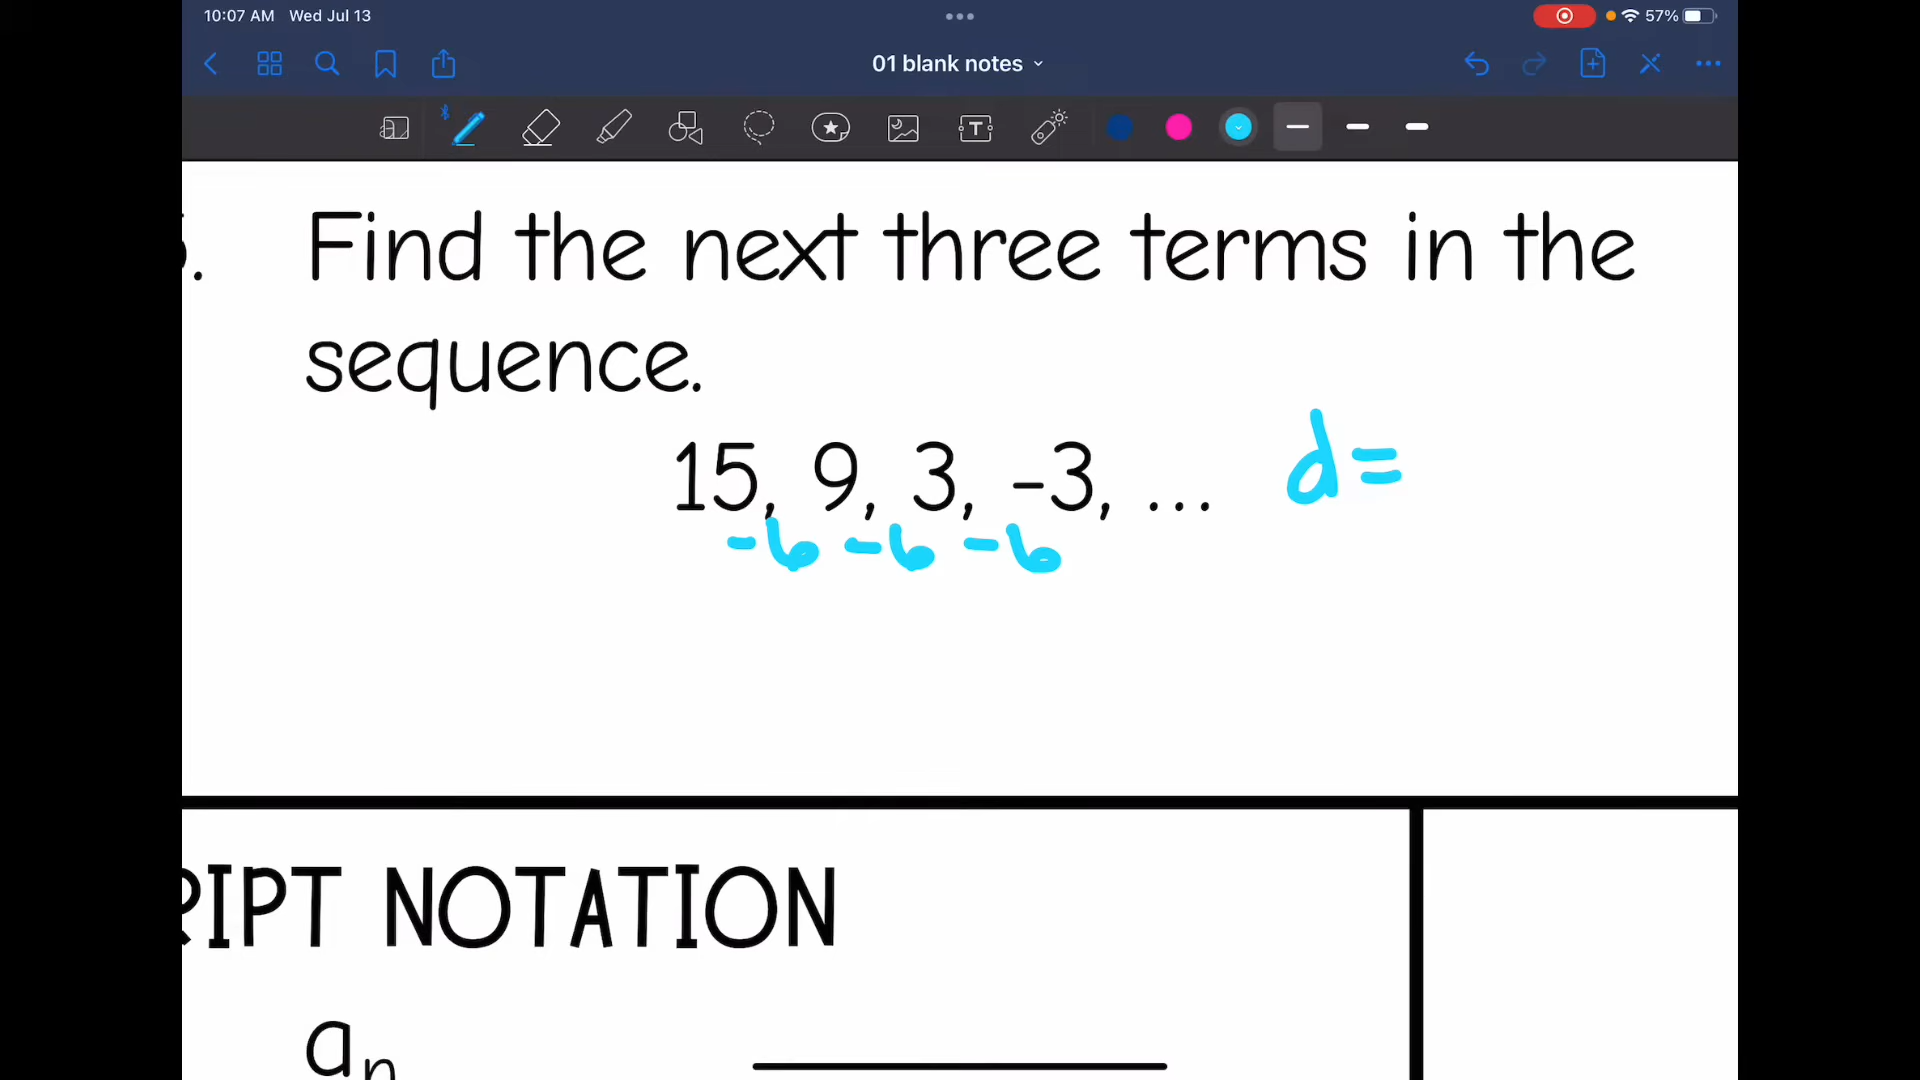 10:07 AM Wed Jul 13
57%
01 blank notes
T
Find the next three terms in the
sequence.
15, 9, 3, -3, ... d=
-6 -6 -6
RIPT NOTATION
an